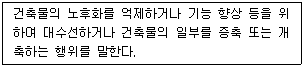 건축물의 노후화를 억제하거나 기능 향상 등을 위
하여 대수선하거나 건축물의 일부를 증축 또는 개
축하는 행위를 말한다.